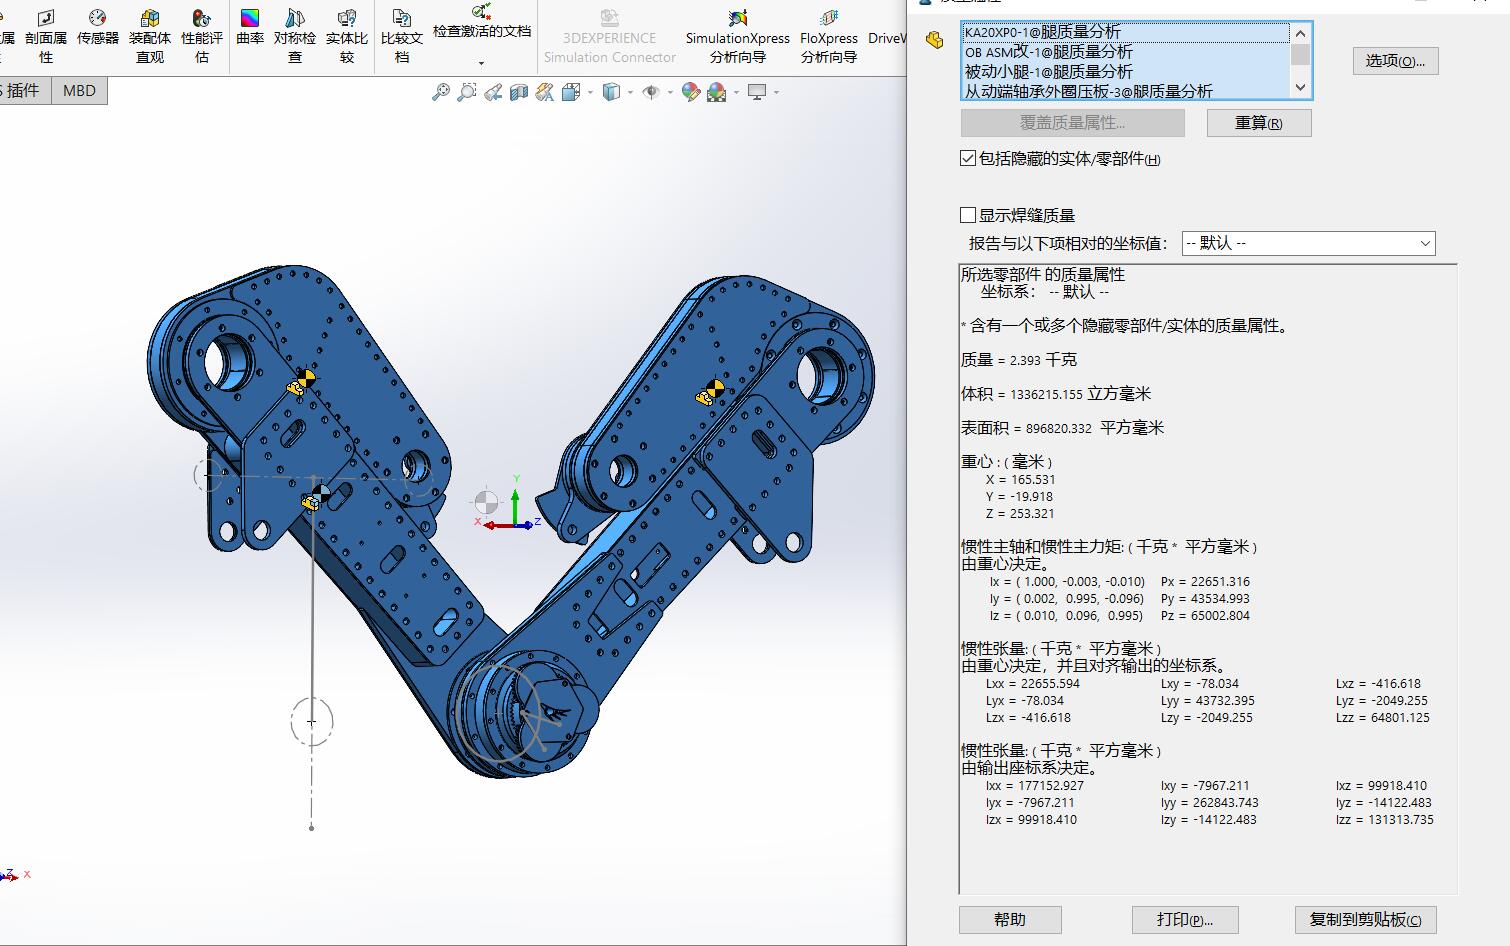 剖面属性
传感器
装配体直观
性能评估
曲率
对称检查
实体比较
比较文档
检查激活的文档
3DEXPERIENCE
Simulation Connector
SimulationXpress
分析向导
FloXpress
分析向导
DriveW
插件
MBD
KA20XP0-1@腿质量分析
OB ASM改-1@腿质量分析
被动小腿-1@腿质量分析
从动端轴承外圈压板-3@腿质量分析
选项(O)...
覆盖质量属性...
重算(R)
包括隐藏的实体/零部件(H)
显示焊缝质量
报告与以下项相对的坐标值:
-- 默认 --
所选零部件 的质量属性
坐标系: -- 默认 --
* 含有一个或多个隐藏零部件/实体的质量属性。
质量 = 2.393 千克
体积 = 1336215.155 立方毫米
表面积 = 896820.332 平方毫米
重心 : ( 毫米 )
X = 165.531
Y = -19.918
Z = 253.321
惯性主轴和惯性主力矩: ( 千克 * 平方毫米 )
由重心决定。
Ix = ( 1.000, -0.003, -0.010) Px = 22651.316
Iy = ( 0.002, 0.995, -0.096) Py = 43534.993
Iz = ( 0.010, 0.096, 0.995) Pz = 65002.804
惯性张量: ( 千克 * 平方毫米 )
由重心决定，并且对齐输出的坐标系。
Lxx = 22655.594 Lxy = -78.034 Lxz = -416.618
Lyx = -78.034 Lyy = 43732.395 Lyz = -2049.255
Lzx = -416.618 Lzy = -2049.255 Lzz = 64801.125
惯性张量: ( 千克 * 平方毫米 )
由输出座标系决定。
Ixx = 177152.927 Ixy = -7967.211 Ixz = 99918.410
Iyx = -7967.211 Iyy = 262843.743 Iyz = -14122.483
Izx = 99918.410 Izy = -14122.483 Izz = 131313.735
帮助
打印(P)...
复制到剪贴板(C)
Y
X
Z
Z
X